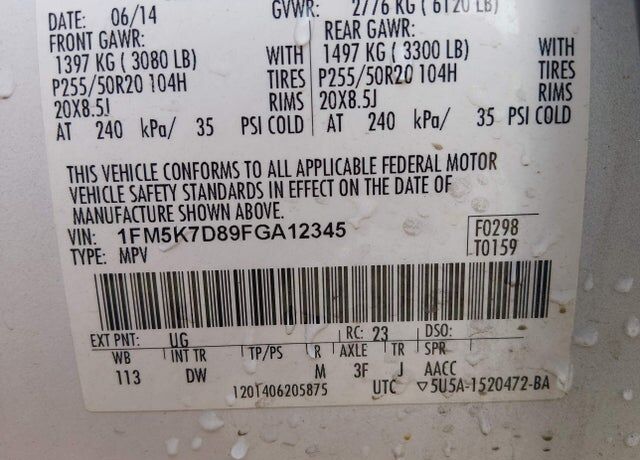 DATE: 06/14 GVWR: 2776 KG ( 6120 LB)
FRONT GAWR: REAR GAWR:
1397 KG ( 3080 LB) WITH 1497 KG ( 3300 LB) WITH
P255/50R20 104H TIRES P255/50R20 104H TIRES
20X8.5J RIMS 20X8.5J RIMS
AT 240 kPa/ 35 PSI COLD AT 240 kPa/ 35 PSI COLD
THIS VEHICLE CONFORMS TO ALL APPLICABLE FEDERAL MOTOR
VEHICLE SAFETY STANDARDS IN EFFECT ON THE DATE OF
MANUFACTURE SHOWN ABOVE.
VIN: 1FM5K7D89FGA12345 F0298
TYPE: MPV T0159
EXT PNT: UG RC: 23 DSO:
WB INT TR TP/PS R AXLE TR SPR
113 DW M 3F J AACC
1201406205875 UTC ▽5U5A-1520472-BA